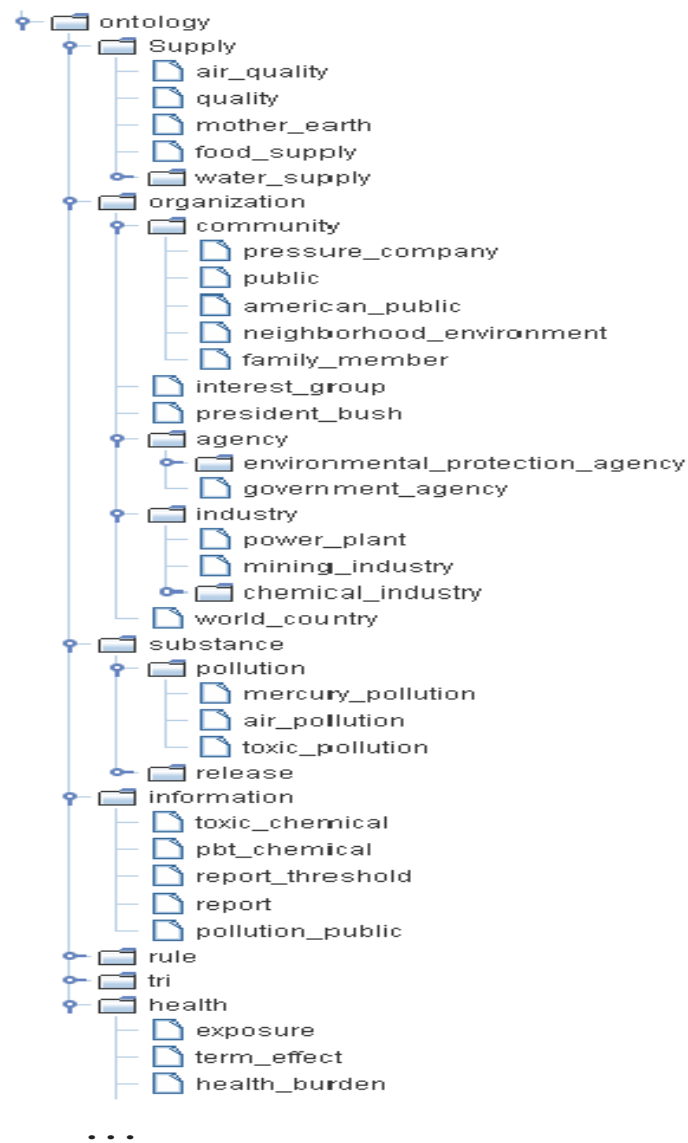 ontology
Supply
air_quality
quality
mother_earth
food_supply
water_supply
organization
community
pressure_company
public
american_public
neighborhood_environment
family_member
interest_group
president_bush
agency
environmental_protection_agency
government_agency
industry
power_plant
mining_industry
chemical_industry
world_country
substance
pollution
mercury_pollution
air_pollution
toxic_pollution
release
information
toxic_chemical
pbt_chemical
report_threshold
report
pollution_public
rule
tri
health
exposure
term_effect
health_burden
...